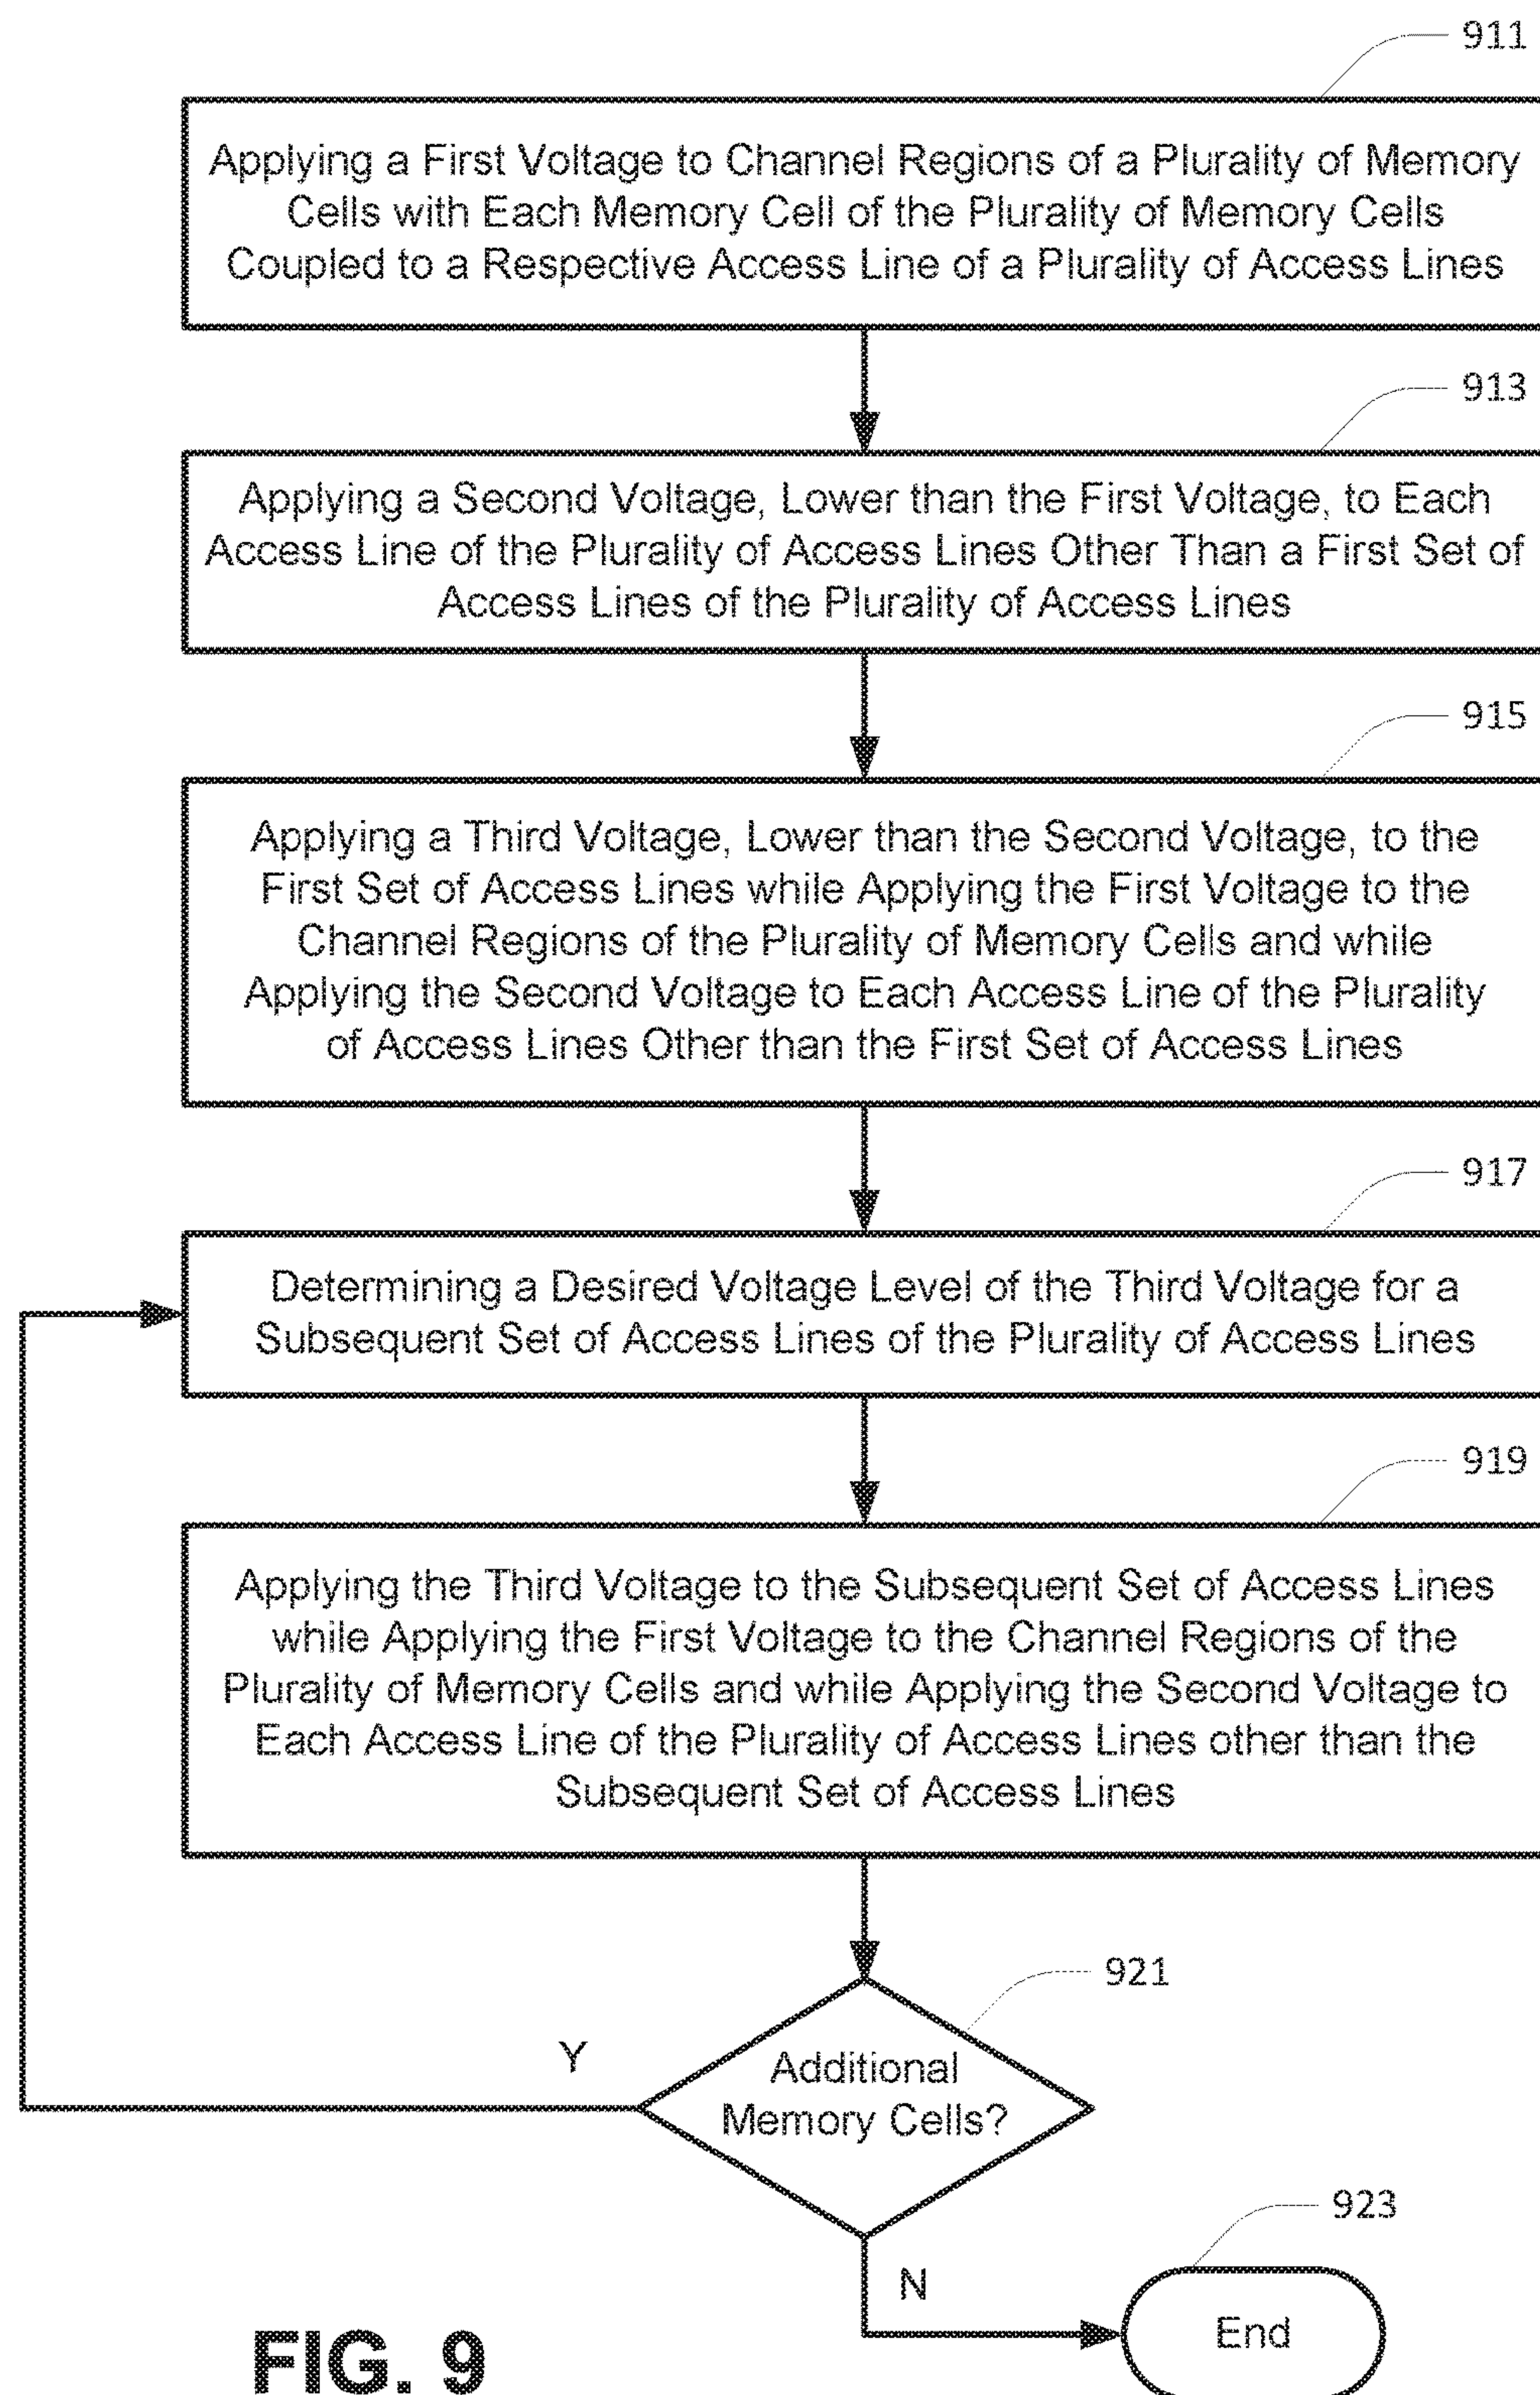 911
Applying a First Voltage to Channel Regions of a Plurality of Memory
Cells with Each Memory Cell of the Plurality of Memory Cells
Coupled to a Respective Access Line of a Plurality of Access Lines
913
Applying a Second Voltage, Lower than the First Voltage, to Each
Access Line of the Plurality of Access Lines Other Than a First Set of
Access Lines of the Plurality of Access Lines
915
Applying a Third Voltage, Lower than the Second Voltage, to the
First Set of Access Lines while Applying the First Voltage to the
Channel Regions of the Plurality of Memory Cells and while
Applying the Second Voltage to Each Access Line of the Plurality
of Access Lines Other than the First Set of Access Lines
917
Determining a Desired Voltage Level of the Third Voltage for a
Subsequent Set of Access Lines of the Plurality of Access Lines
919
Applying the Third Voltage to the Subsequent Set of Access Lines
while Applying the First Voltage to the Channel Regions of the
Plurality of Memory Cells and while Applying the Second Voltage to
Each Access Line of the Plurality of Access Lines other than the
Subsequent Set of Access Lines
921
Y
Additional
Memory Cells?
923
N
End
FIG. 9